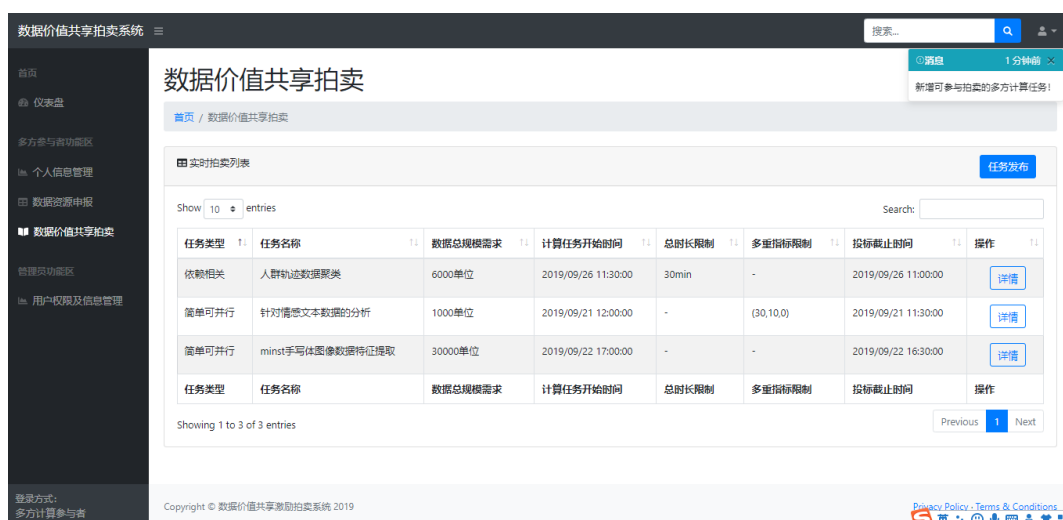 数据价值共享拍卖系统
搜索...
消息 1 分钟前
新增可参与拍卖的多方计算任务!
首页
仪表盘
多方参与者功能区
个人信息管理
数据资源申报
数据价值共享拍卖
管理员功能区
用户权限及信息管理
登录方式:
多方计算参与者
数据价值共享拍卖
首页 / 数据价值共享拍卖
实时拍卖列表 任务发布
Show 10 entries Search:
任务类型 任务名称 数据总规模需求 计算任务开始时间 总时长限制 多重指标限制 投标截止时间 操作
依赖相关 人群轨迹数据聚类 6000单位 2019/09/26 11:30:00 30min - 2019/09/26 11:00:00 详情
简单可并行 针对情感文本数据的分析 1000单位 2019/09/21 12:00:00 - (30,10,0) 2019/09/21 11:30:00 详情
简单可并行 minst手写体图像数据特征提取 30000单位 2019/09/22 17:00:00 - - 2019/09/22 16:30:00 详情
任务类型 任务名称 数据总规模需求 计算任务开始时间 总时长限制 多重指标限制 投标截止时间 操作
Showing 1 to 3 of 3 entries Previous 1 Next
Copyright © 数据价值共享激励拍卖系统 2019 Privacy Policy · Terms & Conditions
英